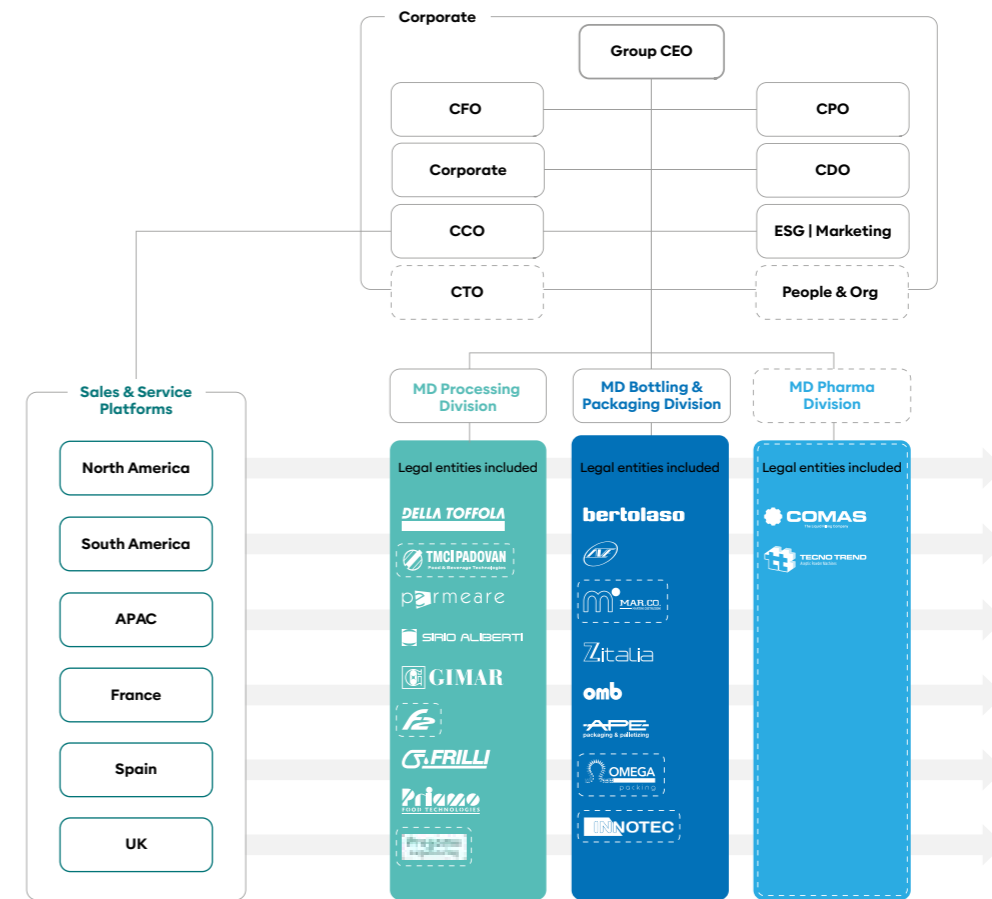 Corporate
Group CEO
CFO
CPO
Corporate
CDO
CCO
ESG | Marketing
CTO
People & Org
Sales & Service
Platforms
North America
South America
APAC
France
Spain
UK
MD Processing
Division
Legal entities included
DELLA TOFFOLA
TMCI PADOVAN
Food & Beverage Technologies
permeare
SIRIO ALIBERTI
GIMAR
F2
FRILLI
Priamo
FOOD TECHNOLOGIES
MD Bottling &
Packaging Division
Legal entities included
bertolaso
MAR.CO.
Zitalia
omb
APE
packaging & palletizing
OMEGA
packing
INNOTEC
MD Pharma
Division
Legal entities included
COMAS
TECNO TREND